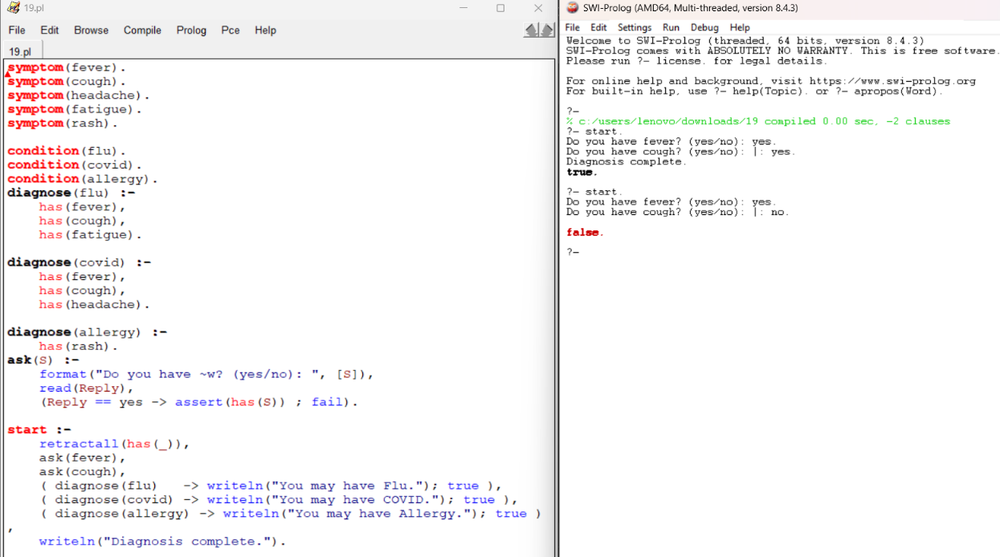 19.pl
File Edit Browse Compile Prolog Pce Help
19.pl
symptom(fever).
symptom(cough).
symptom(headache).
symptom(fatigue).
symptom(rash).
condition(flu).
condition(covid).
condition(allergy).
diagnose(flu) :-
    has(fever),
    has(cough),
    has(fatigue).
diagnose(covid) :-
    has(fever),
    has(cough),
    has(headache).
diagnose(allergy) :-
    has(rash).
ask(S) :-
    format("Do you have ~w? (yes/no): ", [S]),
    read(Reply),
    (Reply == yes -> assert(has(S)) ; fail).
start :-
    retractall(has(_)),
    ask(fever),
    ask(cough),
    ( diagnose(flu)   -> writeln("You may have Flu."); true ),
    ( diagnose(covid) -> writeln("You may have COVID."); true ),
    ( diagnose(allergy) -> writeln("You may have Allergy."); true )
,
    writeln("Diagnosis complete.").
SWI-Prolog (AMD64, Multi-threaded, version 8.4.3)
File Edit Settings Run Debug Help
Welcome to SWI-Prolog (threaded, 64 bits, version 8.4.3)
SWI-Prolog comes with ABSOLUTELY NO WARRANTY. This is free software.
Please run ?- license. for legal details.
For online help and background, visit https://www.swi-prolog.org
For built-in help, use ?- help(Topic). or ?- apropos(Word).
?-
% c:/users/lenovo/downloads/19 compiled 0.00 sec, -2 clauses
?- start.
Do you have fever? (yes/no): yes.
Do you have cough? (yes/no): |: yes.
Diagnosis complete.
true.
?- start.
Do you have fever? (yes/no): yes.
Do you have cough? (yes/no): |: no.
false.
?-